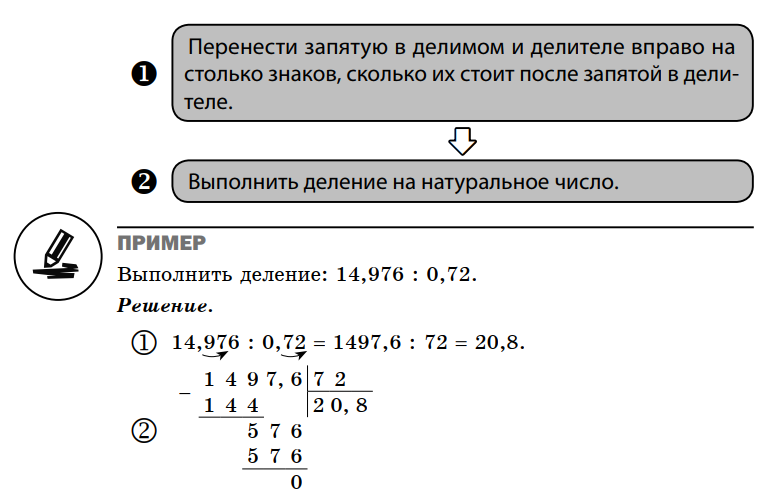 ❶ Перенести запятую в делимом и делителе вправо на
столько знаков, сколько их стоит после запятой в дели-
теле.
❷ Выполнить деление на натуральное число.
ПРИМЕР
Выполнить деление: 14,976 : 0,72.
Решение.
① 14,976 : 0,72 = 1497,6 : 72 = 20,8.
− 1 4 9 7, 6 | 7 2
1 4 4 | 2 0, 8
② 5 7 6
5 7 6
0